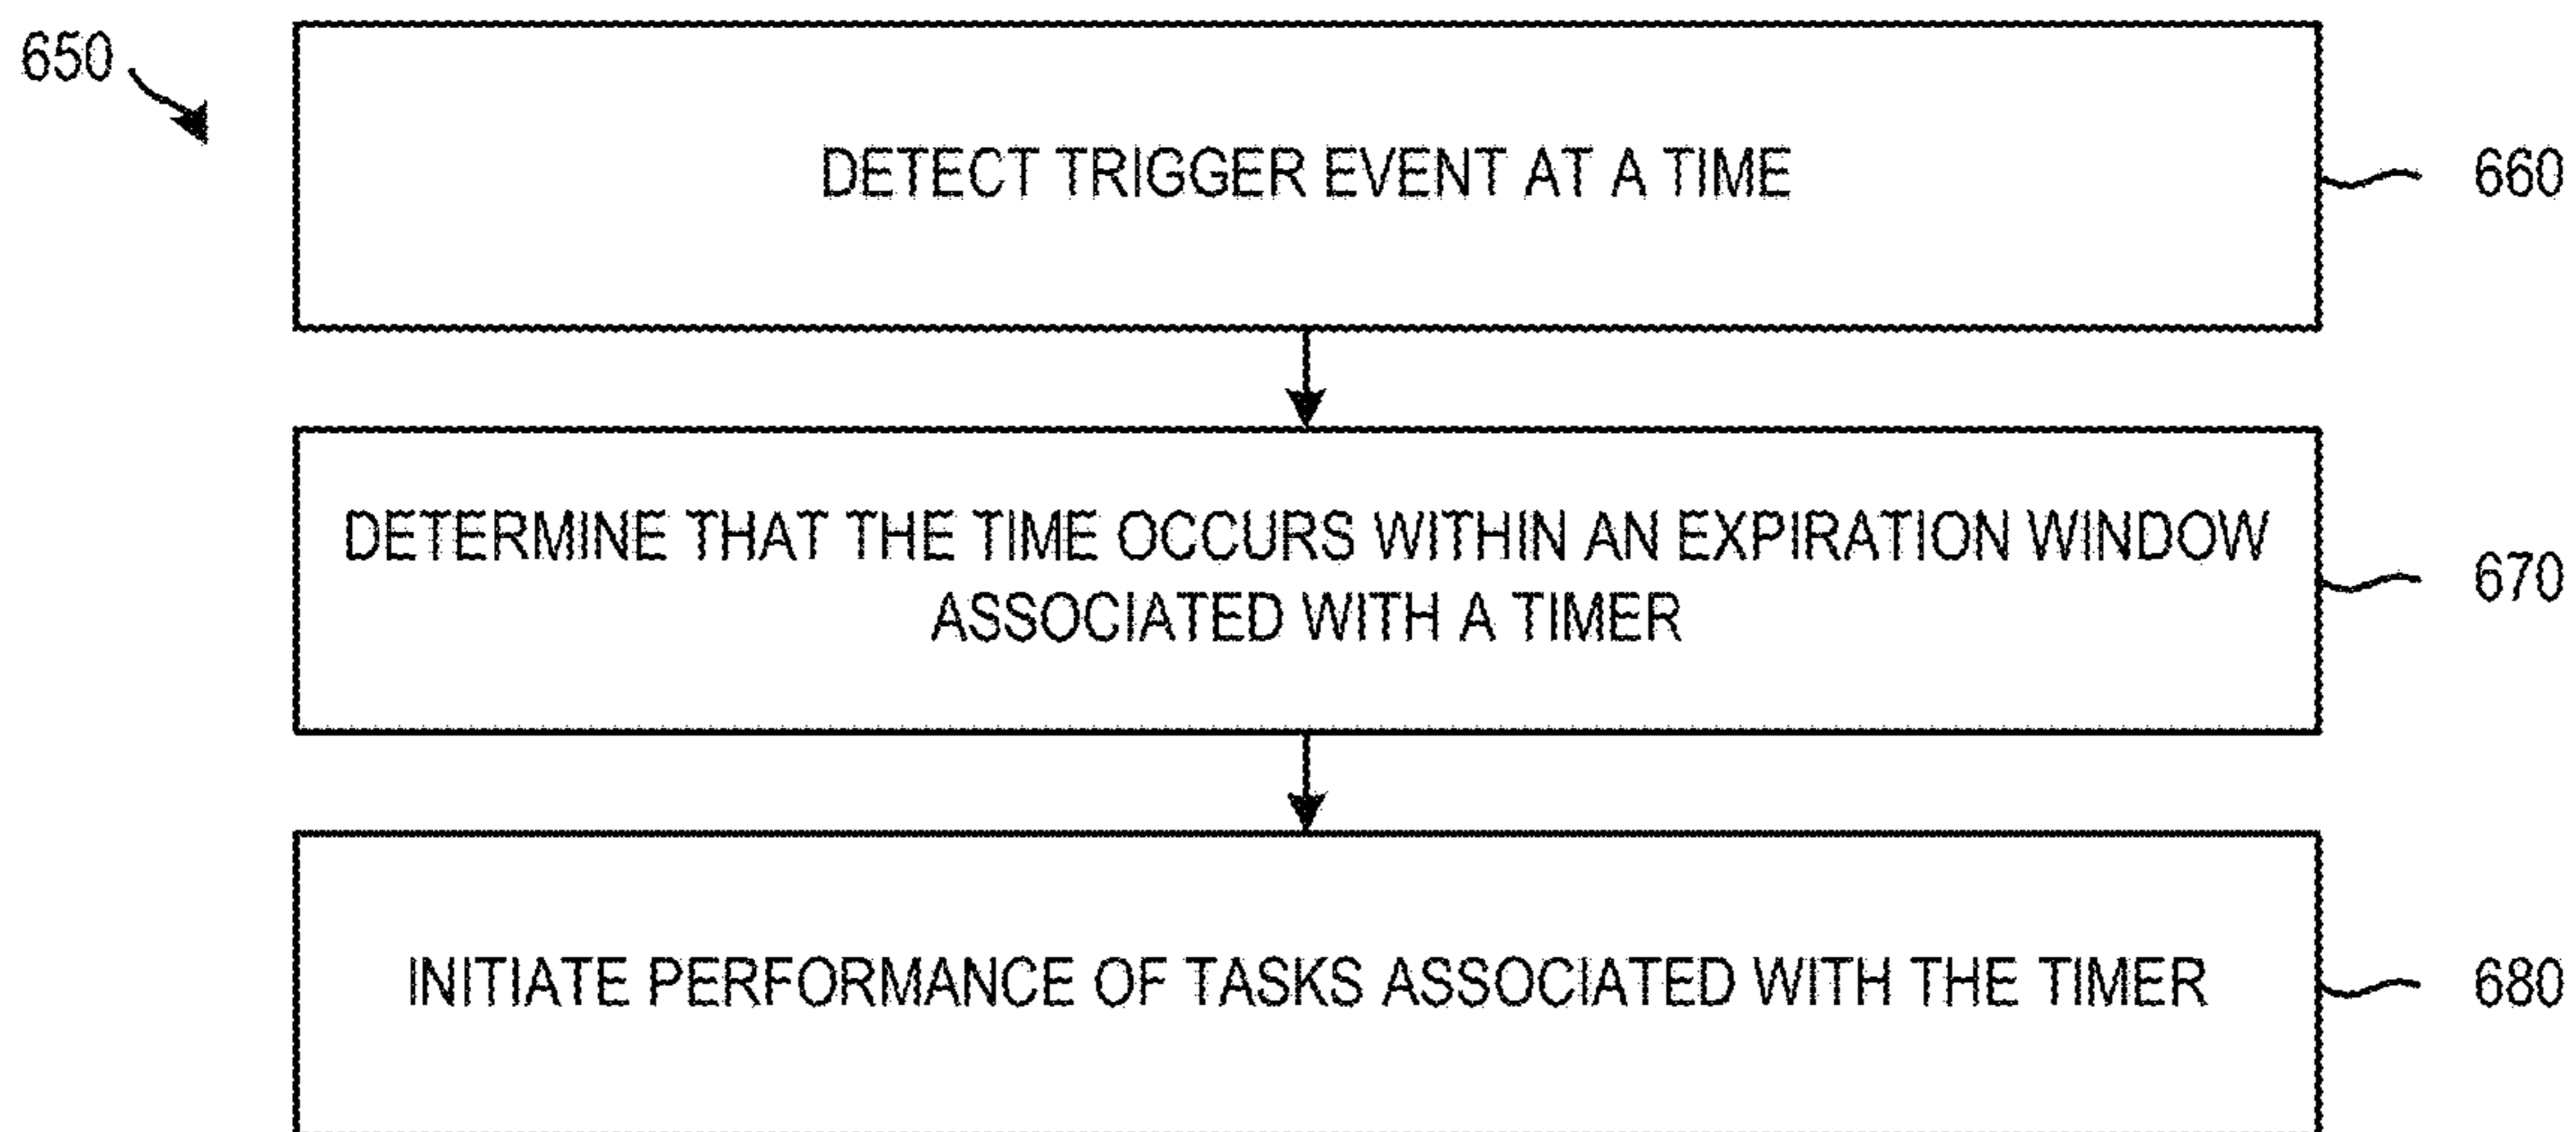 650
DETECT TRIGGER EVENT AT A TIME
660
DETERMINE THAT THE TIME OCCURS WITHIN AN EXPIRATION WINDOW
ASSOCIATED WITH A TIMER
670
INITIATE PERFORMANCE OF TASKS ASSOCIATED WITH THE TIMER
680